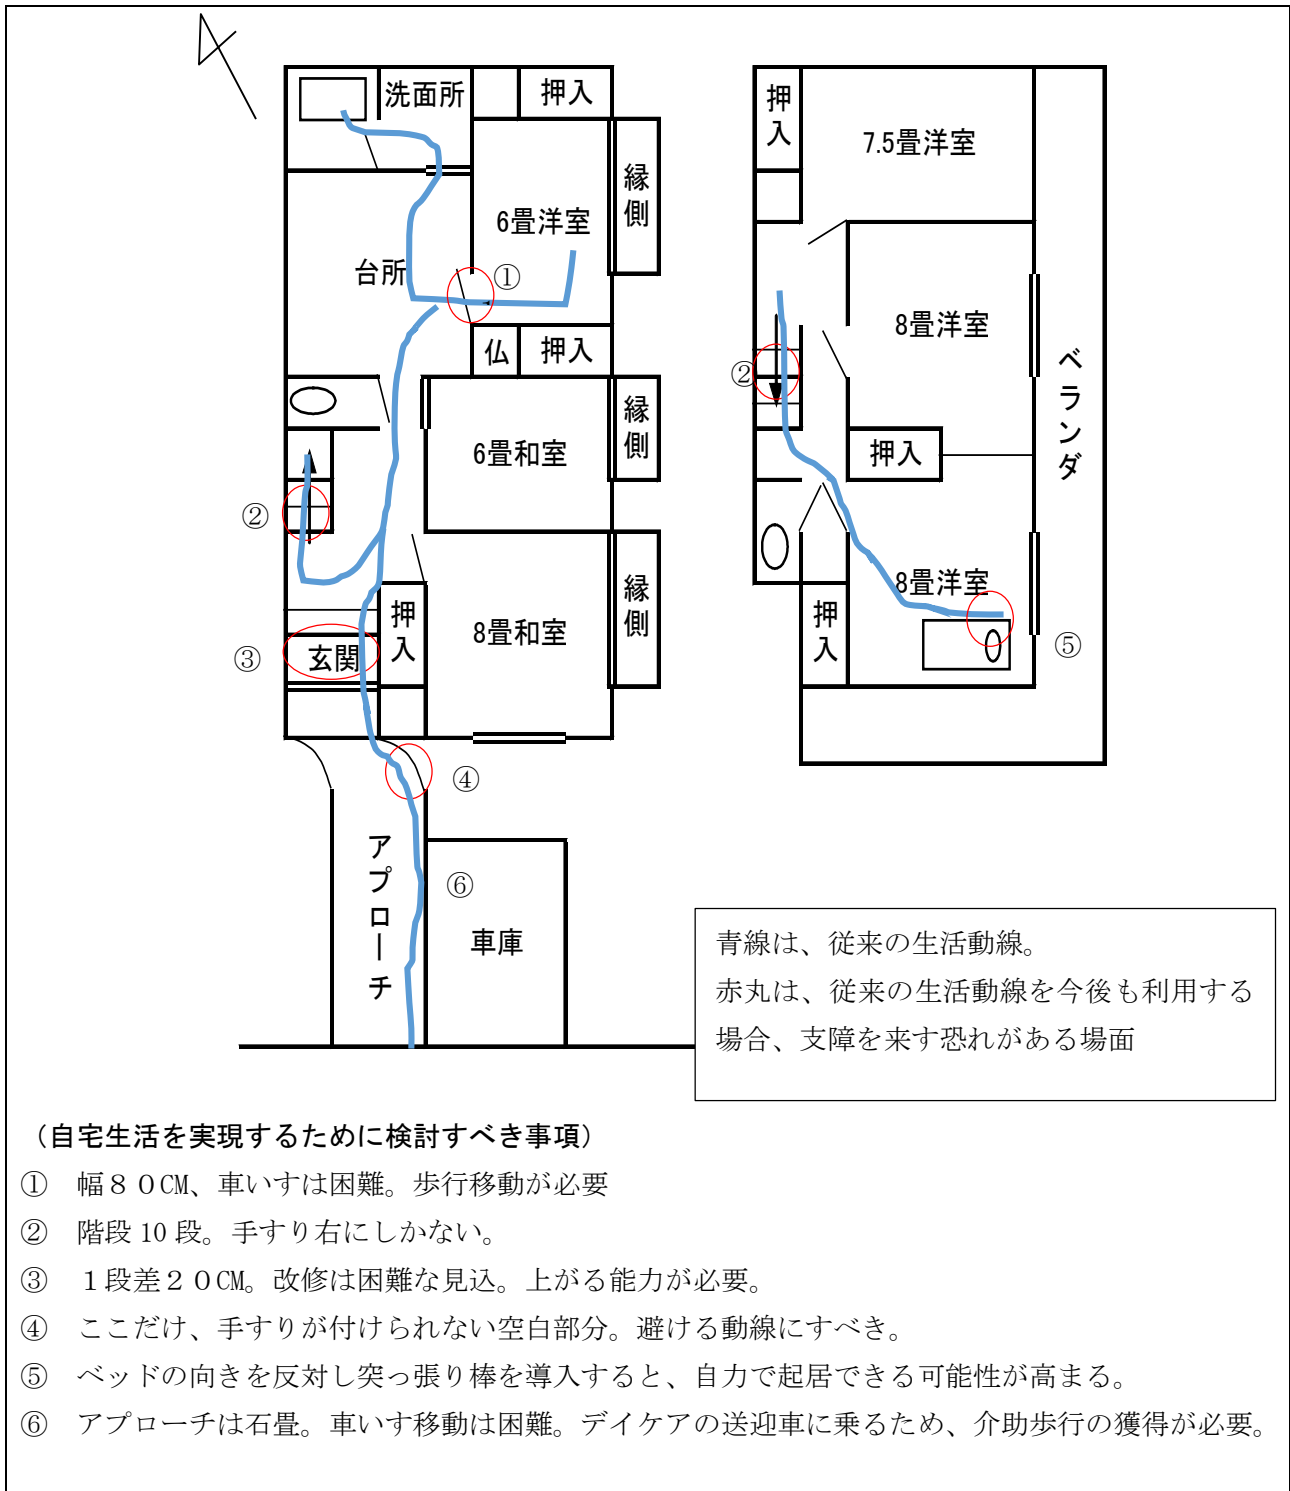 洗面所
押入
縁側
6畳洋室
台所
①
仏
押入
縁側
6畳和室
②
押入
縁側
8畳和室
③
玄関
④
アプローチ
⑥
車庫
押入
7.5畳洋室
8畳洋室
②
ベランダ
押入
8畳洋室
押入
⑤
青線は、従来の生活動線。
赤丸は、従来の生活動線を今後も利用する
場合、支障を来す恐れがある場面
（自宅生活を実現するために検討すべき事項）
①　幅８０CM、車いすは困難。歩行移動が必要
②　階段 10 段。手すり右にしかない。
③　１段差２０CM。改修は困難な見込。上がる能力が必要。
④　ここだけ、手すりが付けられない空白部分。避ける動線にすべき。
⑤　ベッドの向きを反対し突っ張り棒を導入すると、自力で起居できる可能性が高まる。
⑥　アプローチは石畳。車いす移動は困難。デイケアの送迎車に乗るため、介助歩行の獲得が必要。